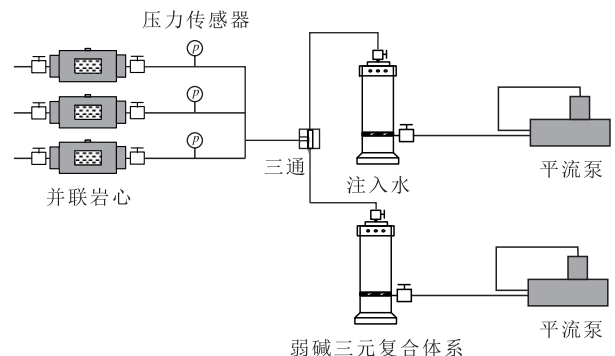 压力传感器
p
p
p
三通
并联岩心
注入水
平流泵
平流泵
弱碱三元复合体系